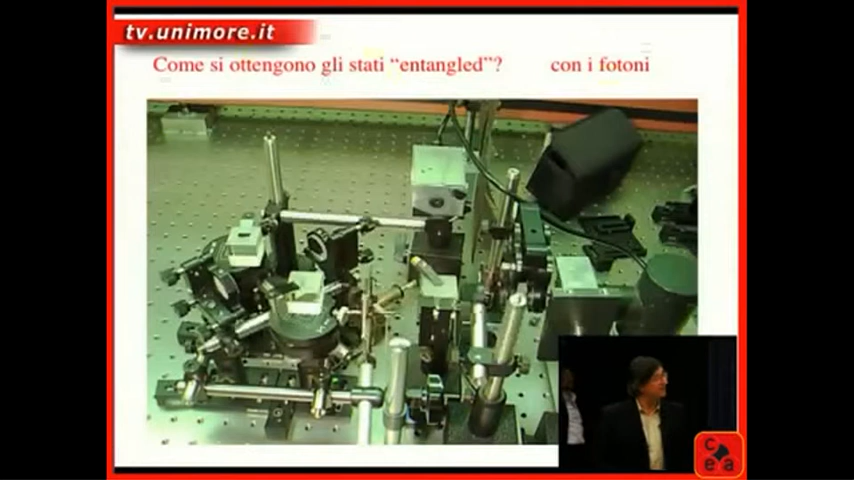 tv.unimore.it
Come si ottengono gli stati “entangled”? con i fotoni
c
e a